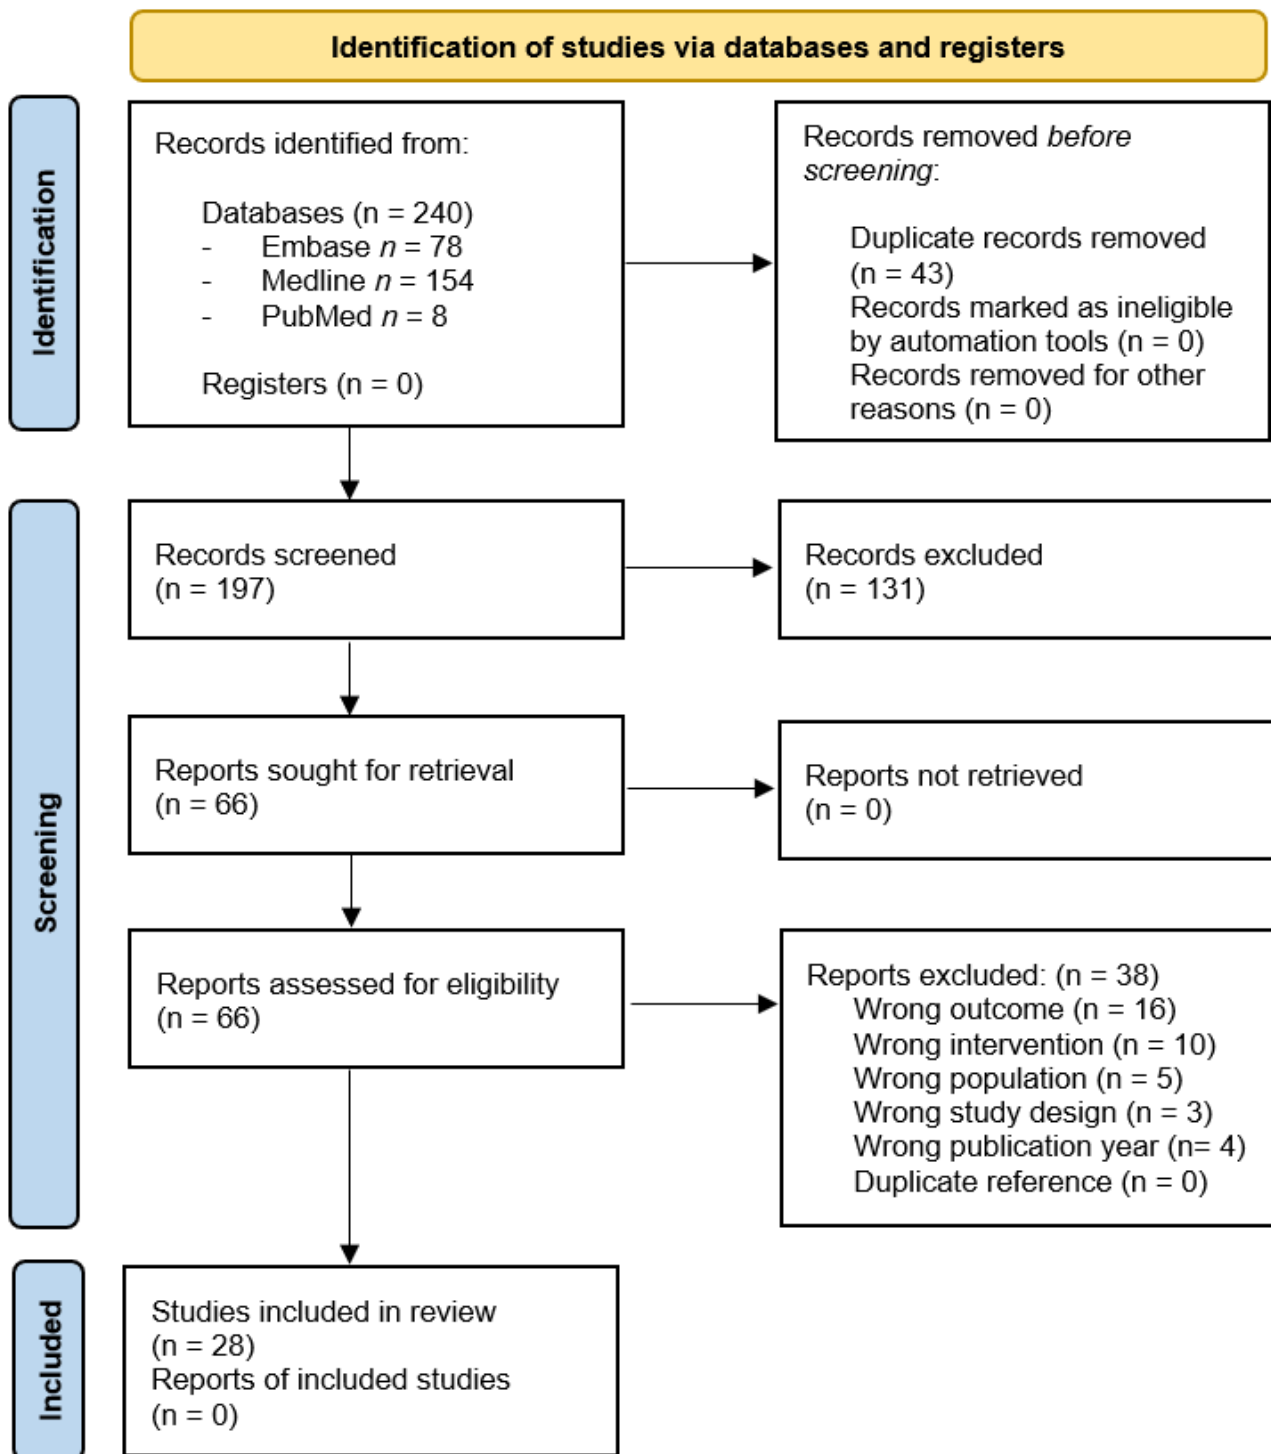 Identification of studies via databases and registers
Identification
Records identified from:
Databases (n = 240)
- Embase n = 78
- Medline n = 154
- PubMed n = 8
Registers (n = 0)
Records removed before
screening:
Duplicate records removed
(n = 43)
Records marked as ineligible
by automation tools (n = 0)
Records removed for other
reasons (n = 0)
Screening
Records screened
(n = 197)
Records excluded
(n = 131)
Reports sought for retrieval
(n = 66)
Reports not retrieved
(n = 0)
Reports assessed for eligibility
(n = 66)
Reports excluded: (n = 38)
Wrong outcome (n = 16)
Wrong intervention (n = 10)
Wrong population (n = 5)
Wrong study design (n = 3)
Wrong publication year (n= 4)
Duplicate reference (n = 0)
Included
Studies included in review
(n = 28)
Reports of included studies
(n = 0)